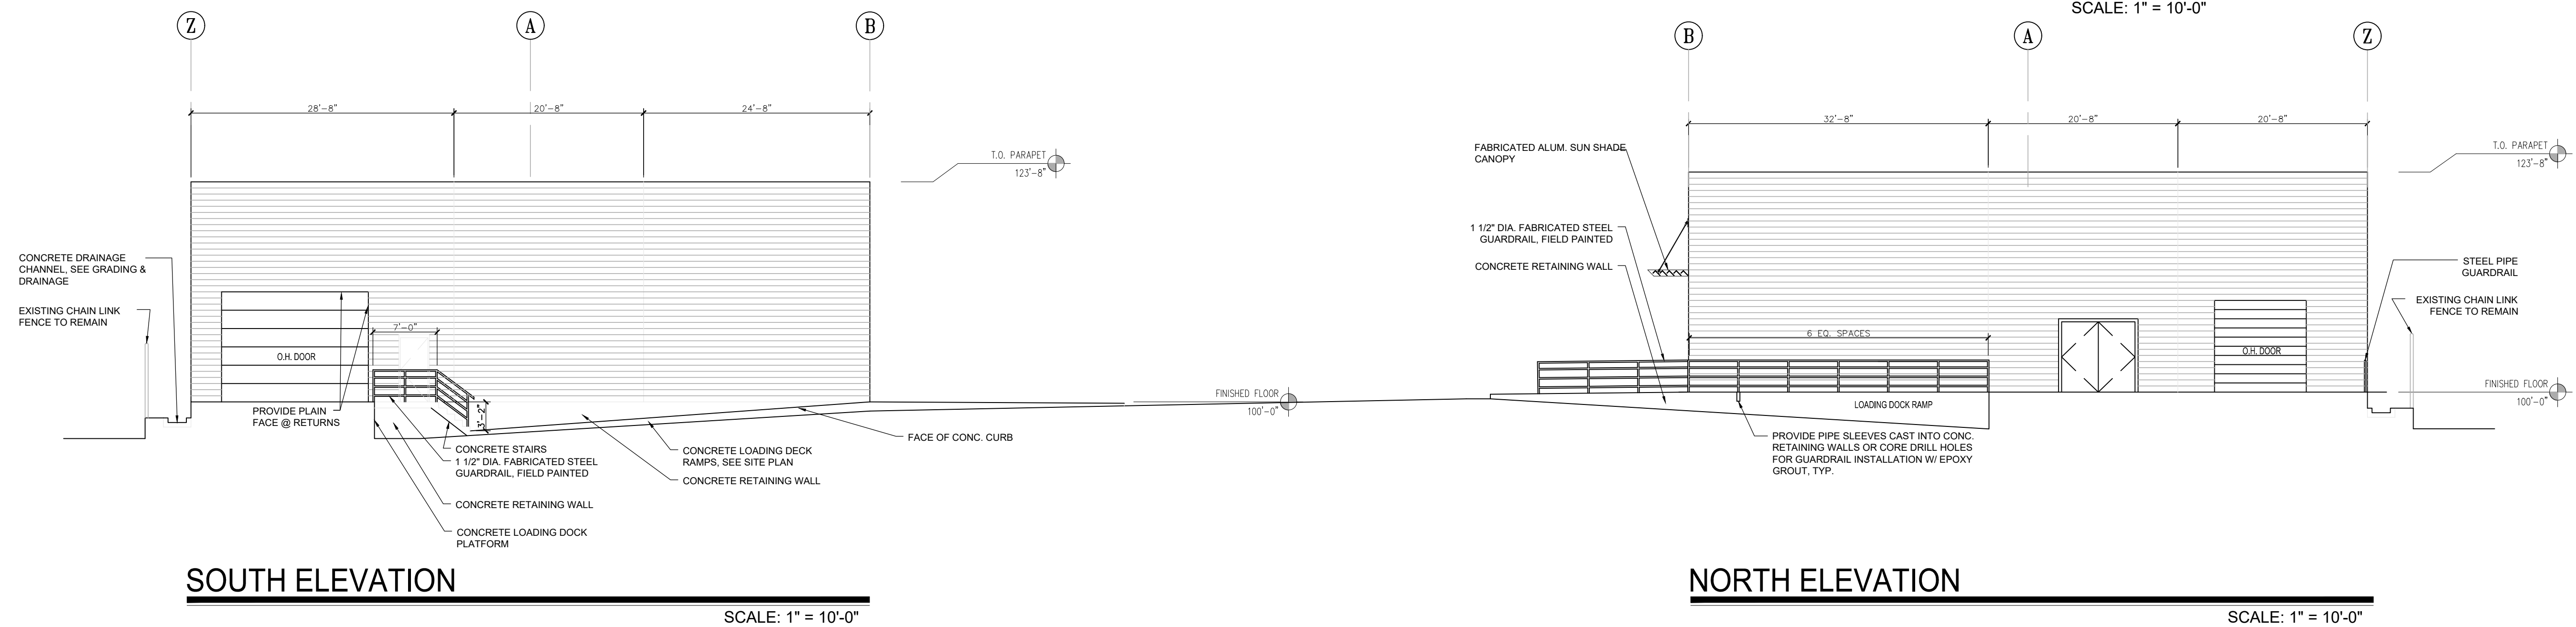 SCALE: 1" = 10'-0"
Z
A
B
28'-8"
20'-8"
24'-8"
T.O. PARAPET
123'-8"
CONCRETE DRAINAGE
CHANNEL, SEE GRADING &
DRAINAGE
EXISTING CHAIN LINK
FENCE TO REMAIN
7'-0"
O.H. DOOR
PROVIDE PLAIN
FACE @ RETURNS
3'-2"
FINISHED FLOOR
100'-0"
CONCRETE STAIRS
1 1/2" DIA. FABRICATED STEEL
GUARDRAIL, FIELD PAINTED
CONCRETE RETAINING WALL
CONCRETE LOADING DOCK
PLATFORM
FACE OF CONC. CURB
CONCRETE LOADING DECK
RAMPS, SEE SITE PLAN
CONCRETE RETAINING WALL
SOUTH ELEVATION
SCALE: 1" = 10'-0"
B
A
Z
32'-8"
20'-8"
20'-8"
FABRICATED ALUM. SUN SHADE
CANOPY
T.O. PARAPET
123'-8"
1 1/2" DIA. FABRICATED STEEL
GUARDRAIL, FIELD PAINTED
CONCRETE RETAINING WALL
STEEL PIPE
GUARDRAIL
EXISTING CHAIN LINK
FENCE TO REMAIN
6 EQ. SPACES
O.H. DOOR
FINISHED FLOOR
100'-0"
LOADING DOCK RAMP
PROVIDE PIPE SLEEVES CAST INTO CONC.
RETAINING WALLS OR CORE DRILL HOLES
FOR GUARDRAIL INSTALLATION W/ EPOXY
GROUT, TYP.
NORTH ELEVATION
SCALE: 1" = 10'-0"